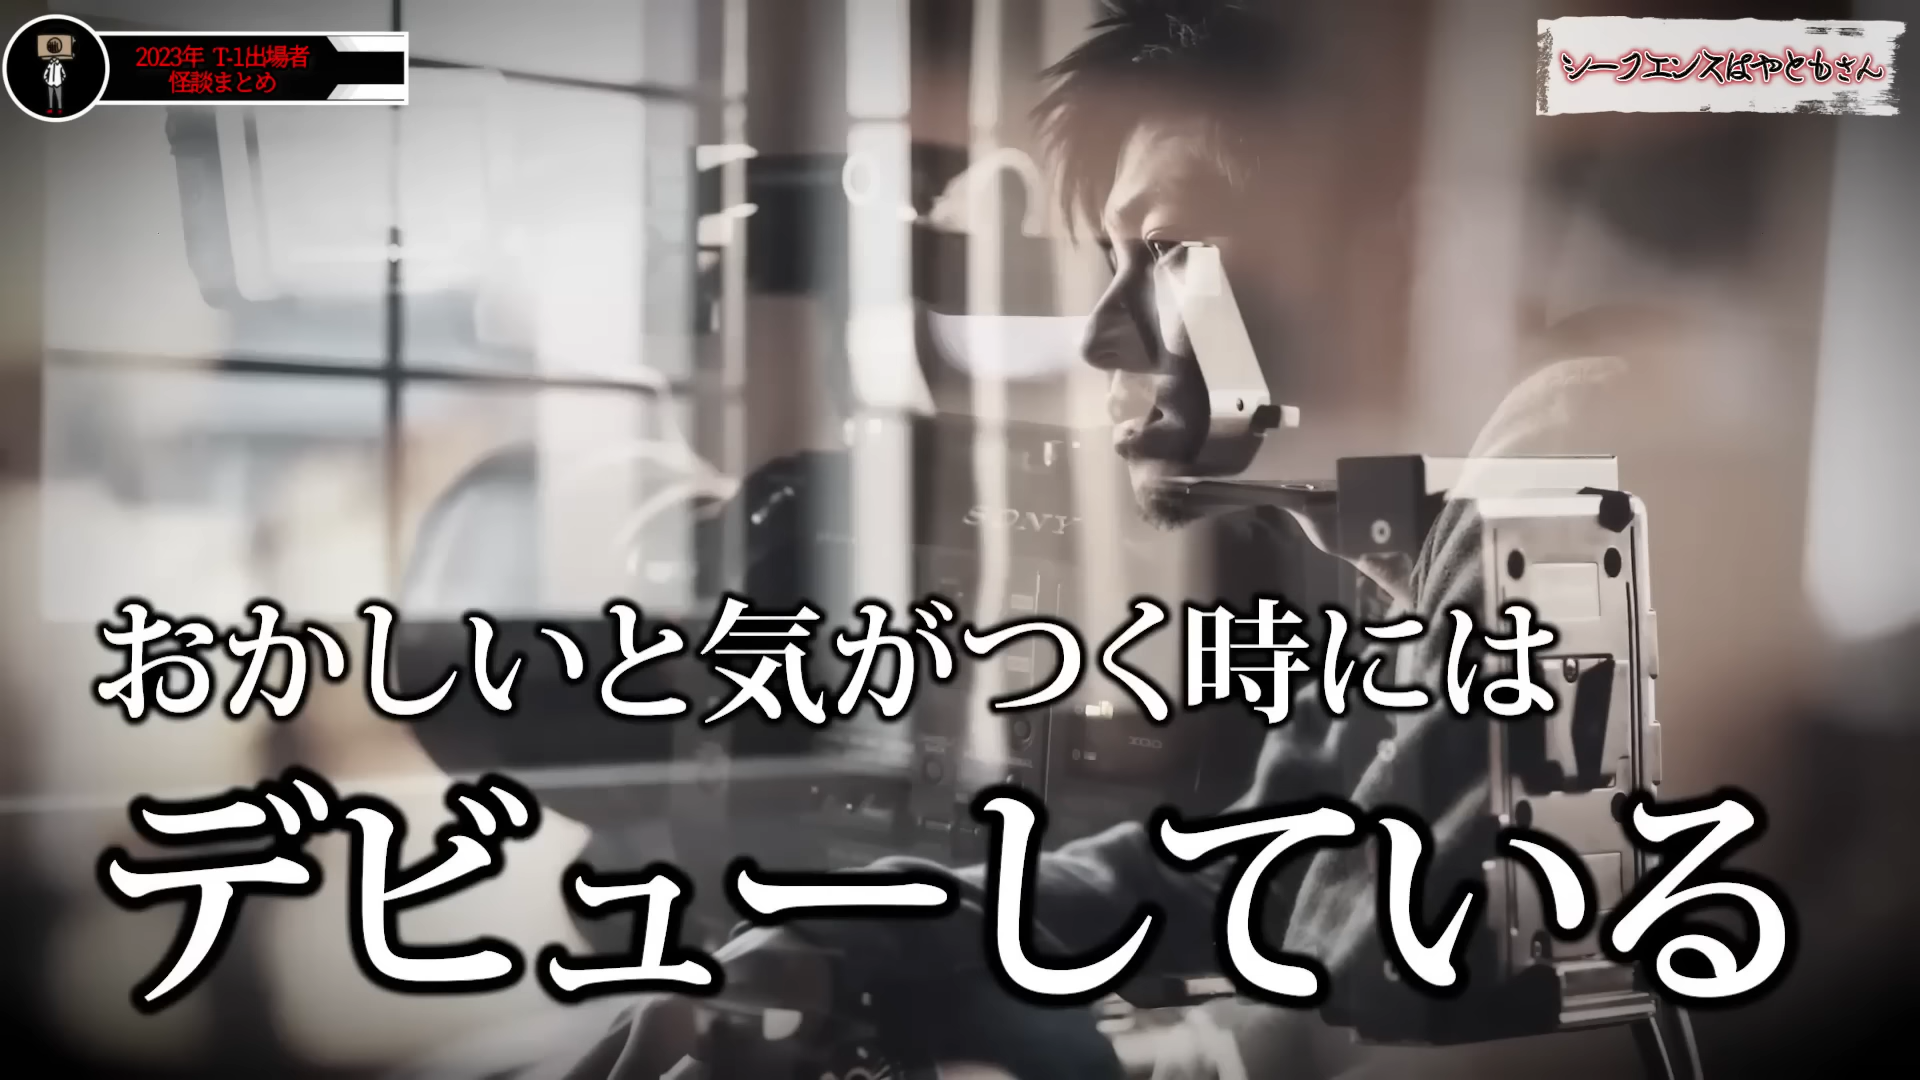 2023年 T-1出場者
怪談まとめ
シークエンスはやともさん
SONY
おかしいと気がつく時には
デビューしている